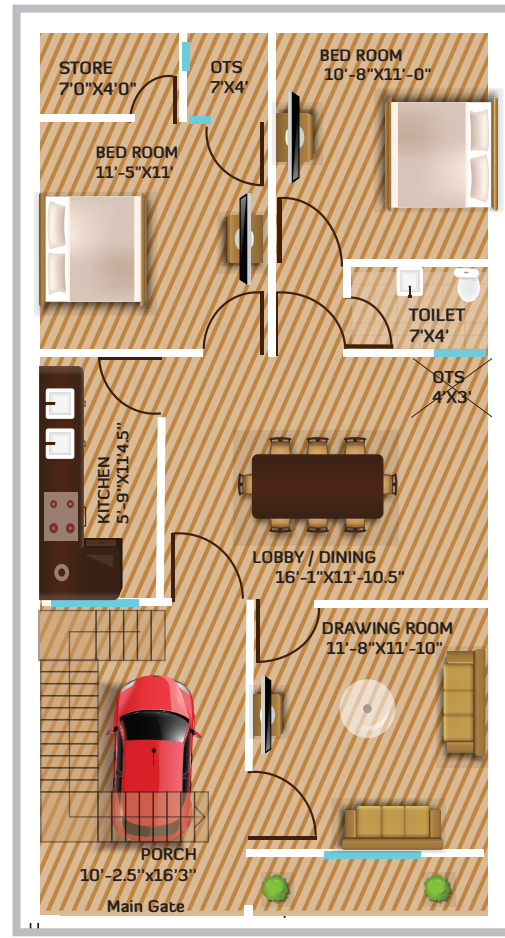 STORE
7'0"X4'0"
OTS
7'X4'
BED ROOM
10'-8"X11'-0"
BED ROOM
11'-5"X11'
TOILET
7'X4'
OTS
4'X3'
KITCHEN
5'-9"X11'4.5"
LOBBY / DINING
16'-1"X11'-10.5"
DRAWING ROOM
11'-8"X11'-10"
PORCH
10'-2.5"x16'3"
Main Gate